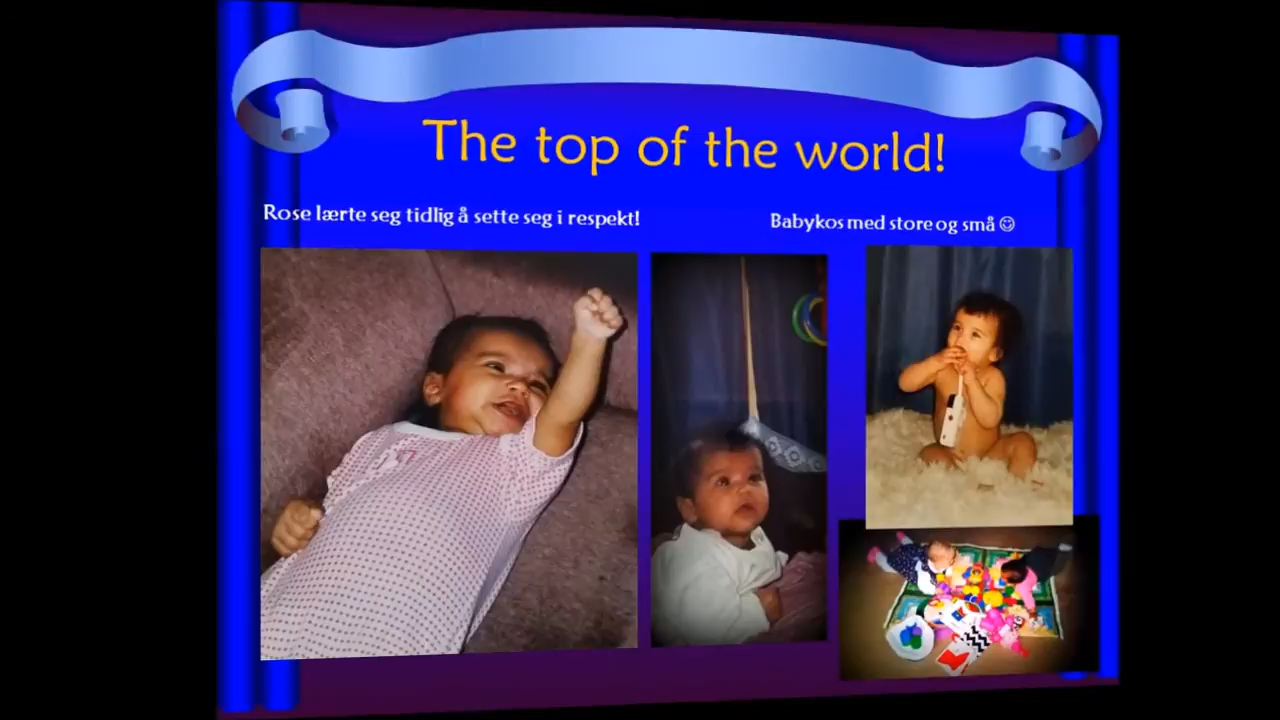 The top of the world!
Rose lærte seg tidlig å sette seg i respekt!
Babykos med store og små ☺